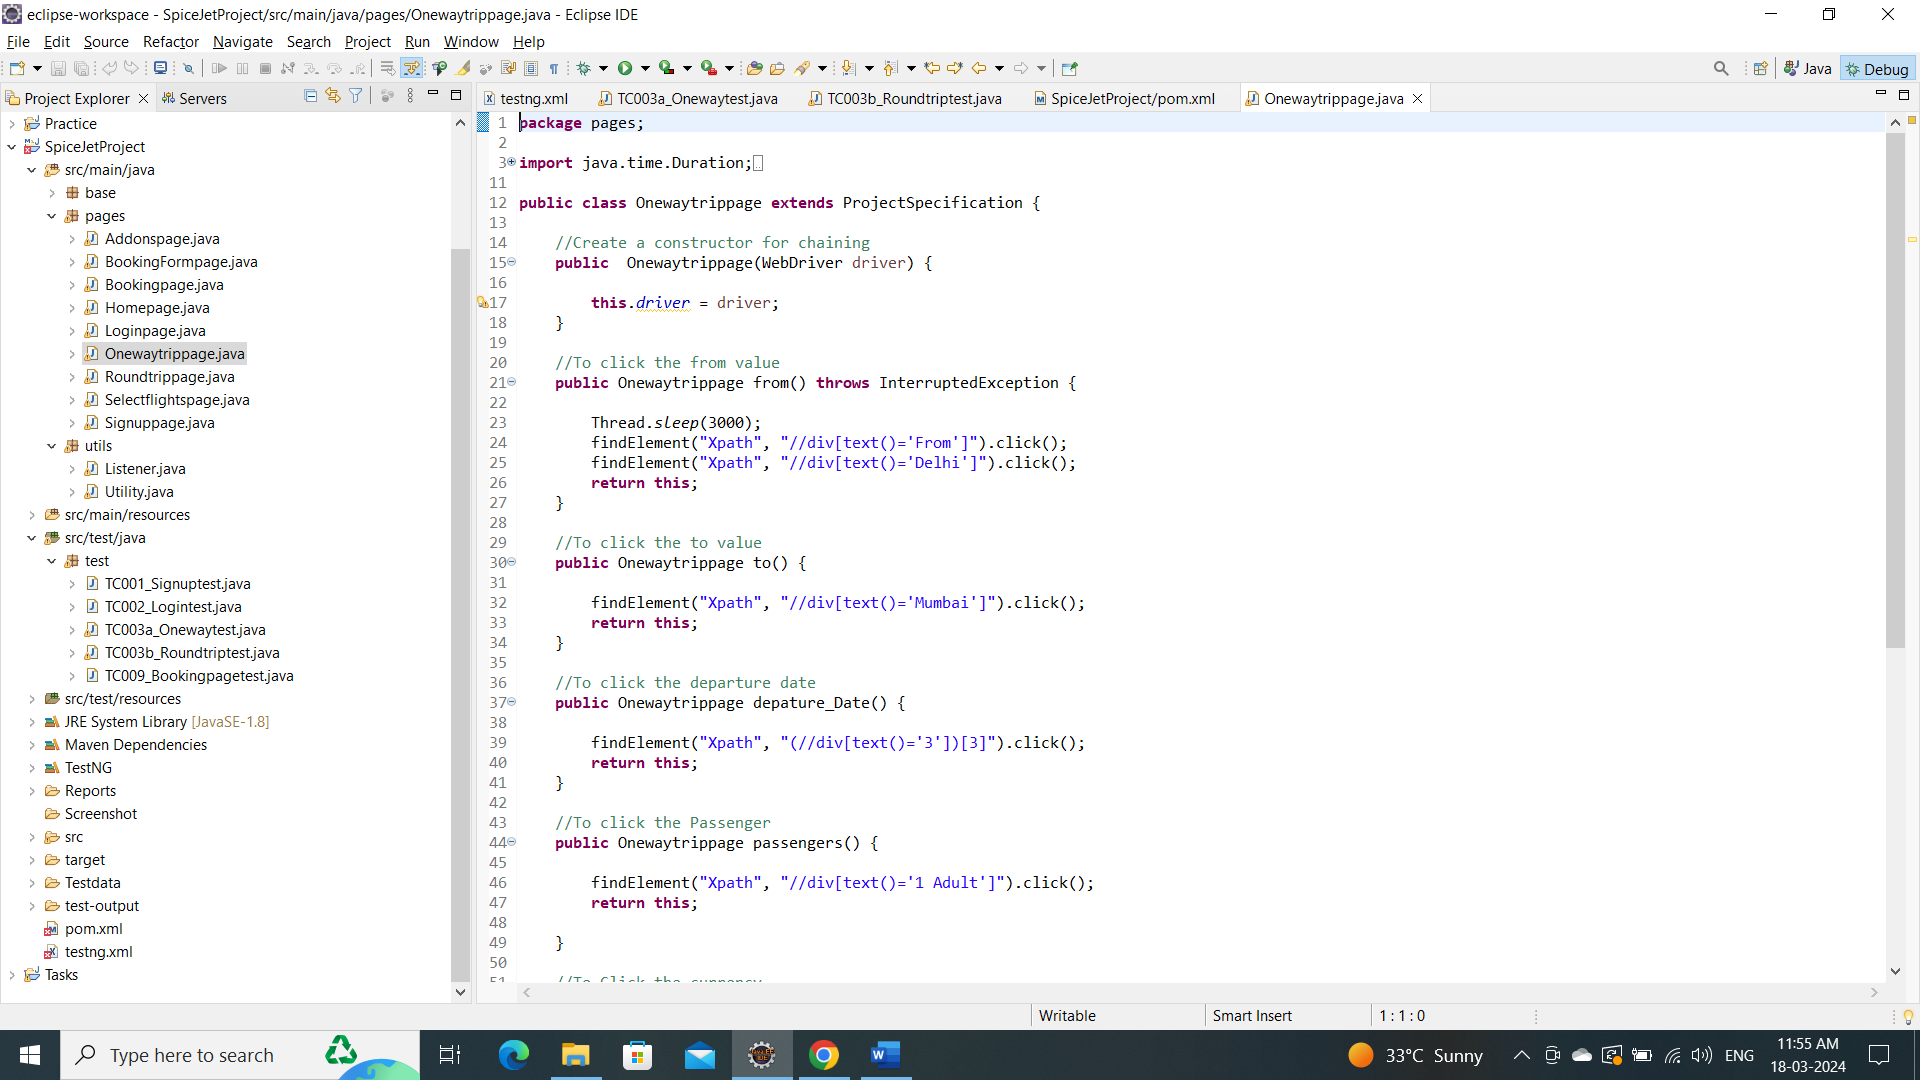 eclipse-workspace - SpiceJetProject/src/main/java/pages/Onewaytrippage.java - Eclipse IDE
File Edit Source Refactor Navigate Search Project Run Window Help
Java Debug
Project Explorer Servers
testng.xml TC003a_Onewaytest.java TC003b_Roundtriptest.java SpiceJetProject/pom.xml Onewaytrippage.java
Practice
SpiceJetProject
src/main/java
base
pages
Addonspage.java
BookingFormpage.java
Bookingpage.java
Homepage.java
Loginpage.java
Onewaytrippage.java
Roundtrippage.java
Selectflightspage.java
Signuppage.java
utils
Listener.java
Utility.java
src/main/resources
src/test/java
test
TC001_Signuptest.java
TC002_Logintest.java
TC003a_Onewaytest.java
TC003b_Roundtriptest.java
TC009_Bookingpagetest.java
src/test/resources
JRE System Library [JavaSE-1.8]
Maven Dependencies
TestNG
Reports
Screenshot
src
target
Testdata
test-output
pom.xml
testng.xml
Tasks
1 package pages;
2
3 import java.time.Duration;
11
12 public class Onewaytrippage extends ProjectSpecification {
13
14 //Create a constructor for chaining
15 public  Onewaytrippage(WebDriver driver) {
16
17 this.driver = driver;
18 }
19
20 //To click the from value
21 public Onewaytrippage from() throws InterruptedException {
22
23 Thread.sleep(3000);
24 findElement("Xpath", "//div[text()='From']").click();
25 findElement("Xpath", "//div[text()='Delhi']").click();
26 return this;
27 }
28
29 //To click the to value
30 public Onewaytrippage to() {
31
32 findElement("Xpath", "//div[text()='Mumbai']").click();
33 return this;
34 }
35
36 //To click the departure date
37 public Onewaytrippage depature_Date() {
38
39 findElement("Xpath", "(//div[text()='3'])[3]").click();
40 return this;
41 }
42
43 //To click the Passenger
44 public Onewaytrippage passengers() {
45
46 findElement("Xpath", "//div[text()='1 Adult']").click();
47 return this;
48
49 }
50
51 //To Click the currency
Writable Smart Insert 1 : 1 : 0
Type here to search
33°C Sunny
ENG
11:55 AM
18-03-2024